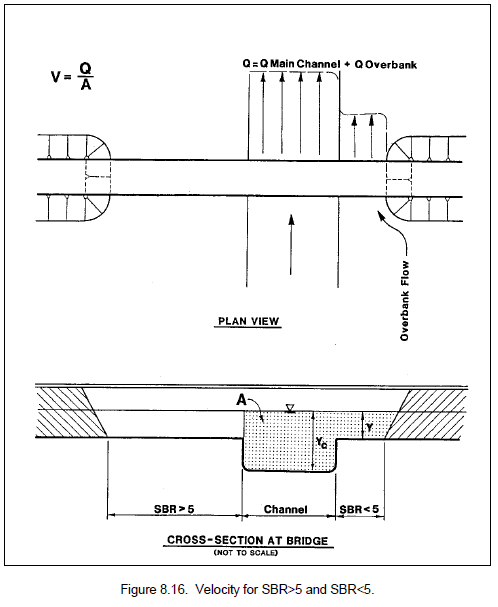 V = Q
A
Q = Q Main Channel + Q Overbank
Overbank Flow
PLAN VIEW
A
Yc
Y
SBR > 5
Channel
SBR < 5
CROSS-SECTION AT BRIDGE
(NOT TO SCALE)
Figure 8.16. Velocity for SBR>5 and SBR<5.